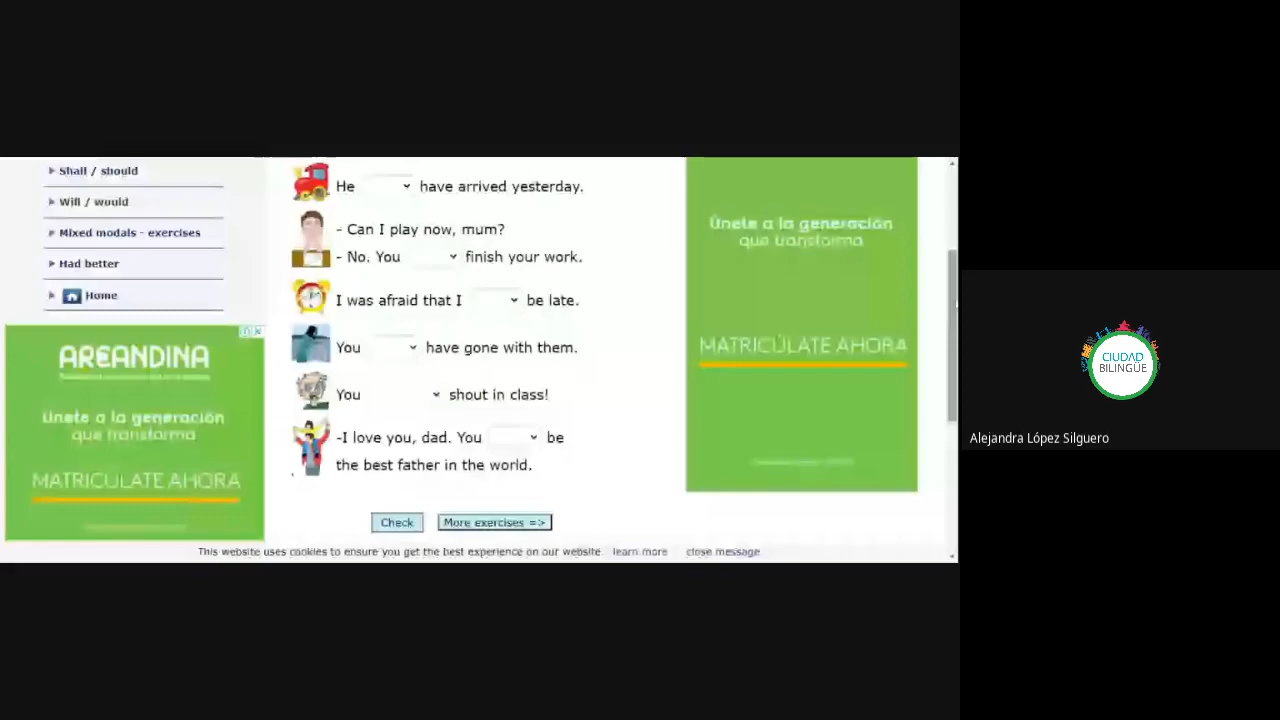 Shall / should
Will / would
Mixed modals - exercises
Had better
Home
He have arrived yesterday.
- Can I play now, mum?
- No. You finish your work.
I was afraid that I be late.
You have gone with them.
You shout in class!
-I love you, dad. You be
the best father in the world.
Check
More exercises =>
AREANDINA
Únete a la generación
que transforma
MATRICÚLATE AHORA
Únete a la generación
que transforma
MATRICÚLATE AHORA
This website uses cookies to ensure you get the best experience on our website. learn more close message
CIUDAD
BILINGÜE
Alejandra López Silguero